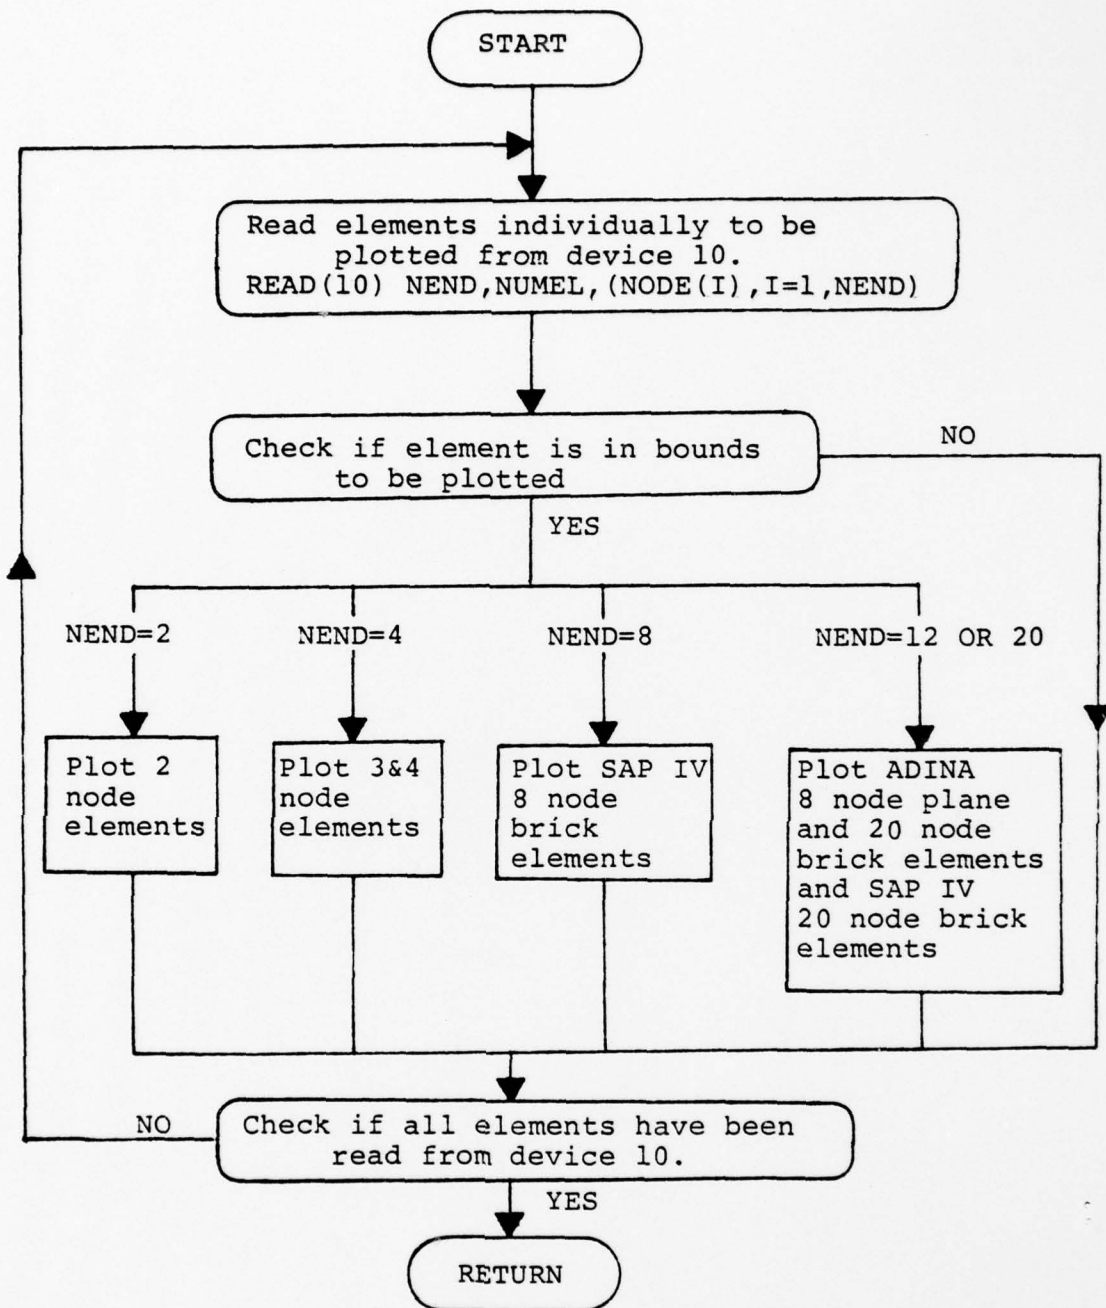 START
Read elements individually to be
plotted from device 10.
READ(10) NEND,NUMEL,(NODE(I),I=1,NEND)
Check if element is in bounds
to be plotted
NO
YES
NEND=2
NEND=4
NEND=8
NEND=12 OR 20
Plot 2
node
elements
Plot 3&4
node
elements
Plot SAP IV
8 node
brick
elements
Plot ADINA
8 node plane
and 20 node
brick elements
and SAP IV
20 node brick
elements
NO
Check if all elements have been
read from device 10.
YES
RETURN